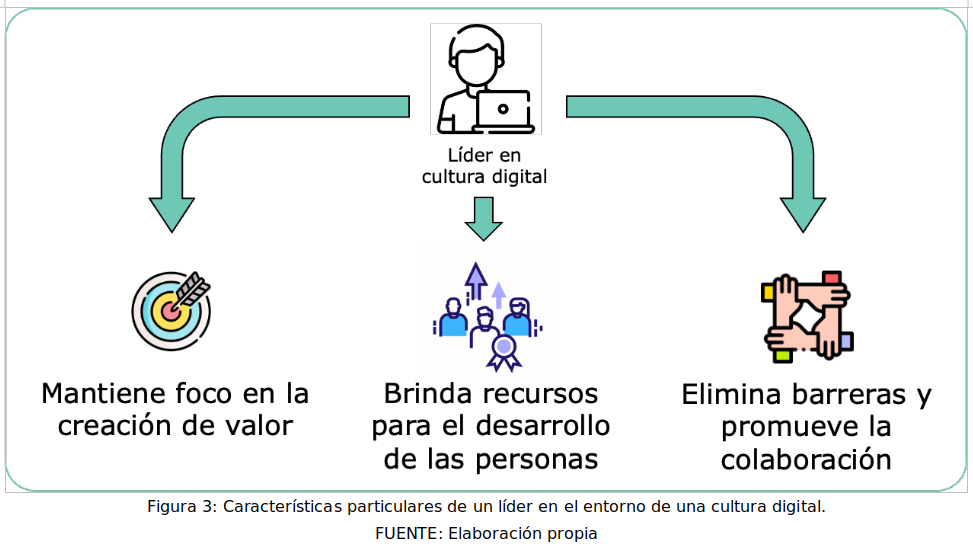 Líder en
cultura digital
Mantiene foco en la
creación de valor
Brinda recursos
para el desarrollo
de las personas
Elimina barreras y
promueve la
colaboración
Figura 3: Características particulares de un líder en el entorno de una cultura digital.
FUENTE: Elaboración propia